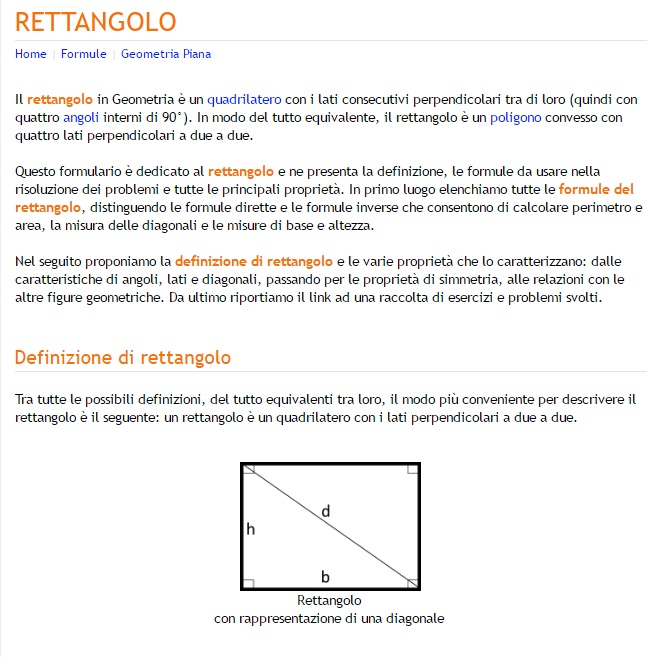 RETTANGOLO
Home | Formule | Geometria Piana
Il rettangolo in Geometria è un quadrilatero con i lati consecutivi perpendicolari tra di loro (quindi con
quattro angoli interni di 90°). In modo del tutto equivalente, il rettangolo è un poligono convesso con
quattro lati perpendicolari a due a due.
Questo formulario è dedicato al rettangolo e ne presenta la definizione, le formule da usare nella
risoluzione dei problemi e tutte le principali proprietà. In primo luogo elenchiamo tutte le formule del
rettangolo, distinguendo le formule dirette e le formule inverse che consentono di calcolare perimetro e
area, la misura delle diagonali e le misure di base e altezza.
Nel seguito proponiamo la definizione di rettangolo e le varie proprietà che lo caratterizzano: dalle
caratteristiche di angoli, lati e diagonali, passando per le proprietà di simmetria, alle relazioni con le
altre figure geometriche. Da ultimo riportiamo il link ad una raccolta di esercizi e problemi svolti.
Definizione di rettangolo
Tra tutte le possibili definizioni, del tutto equivalenti tra loro, il modo più conveniente per descrivere il
rettangolo è il seguente: un rettangolo è un quadrilatero con i lati perpendicolari a due a due.
d
h
b
Rettangolo
con rappresentazione di una diagonale